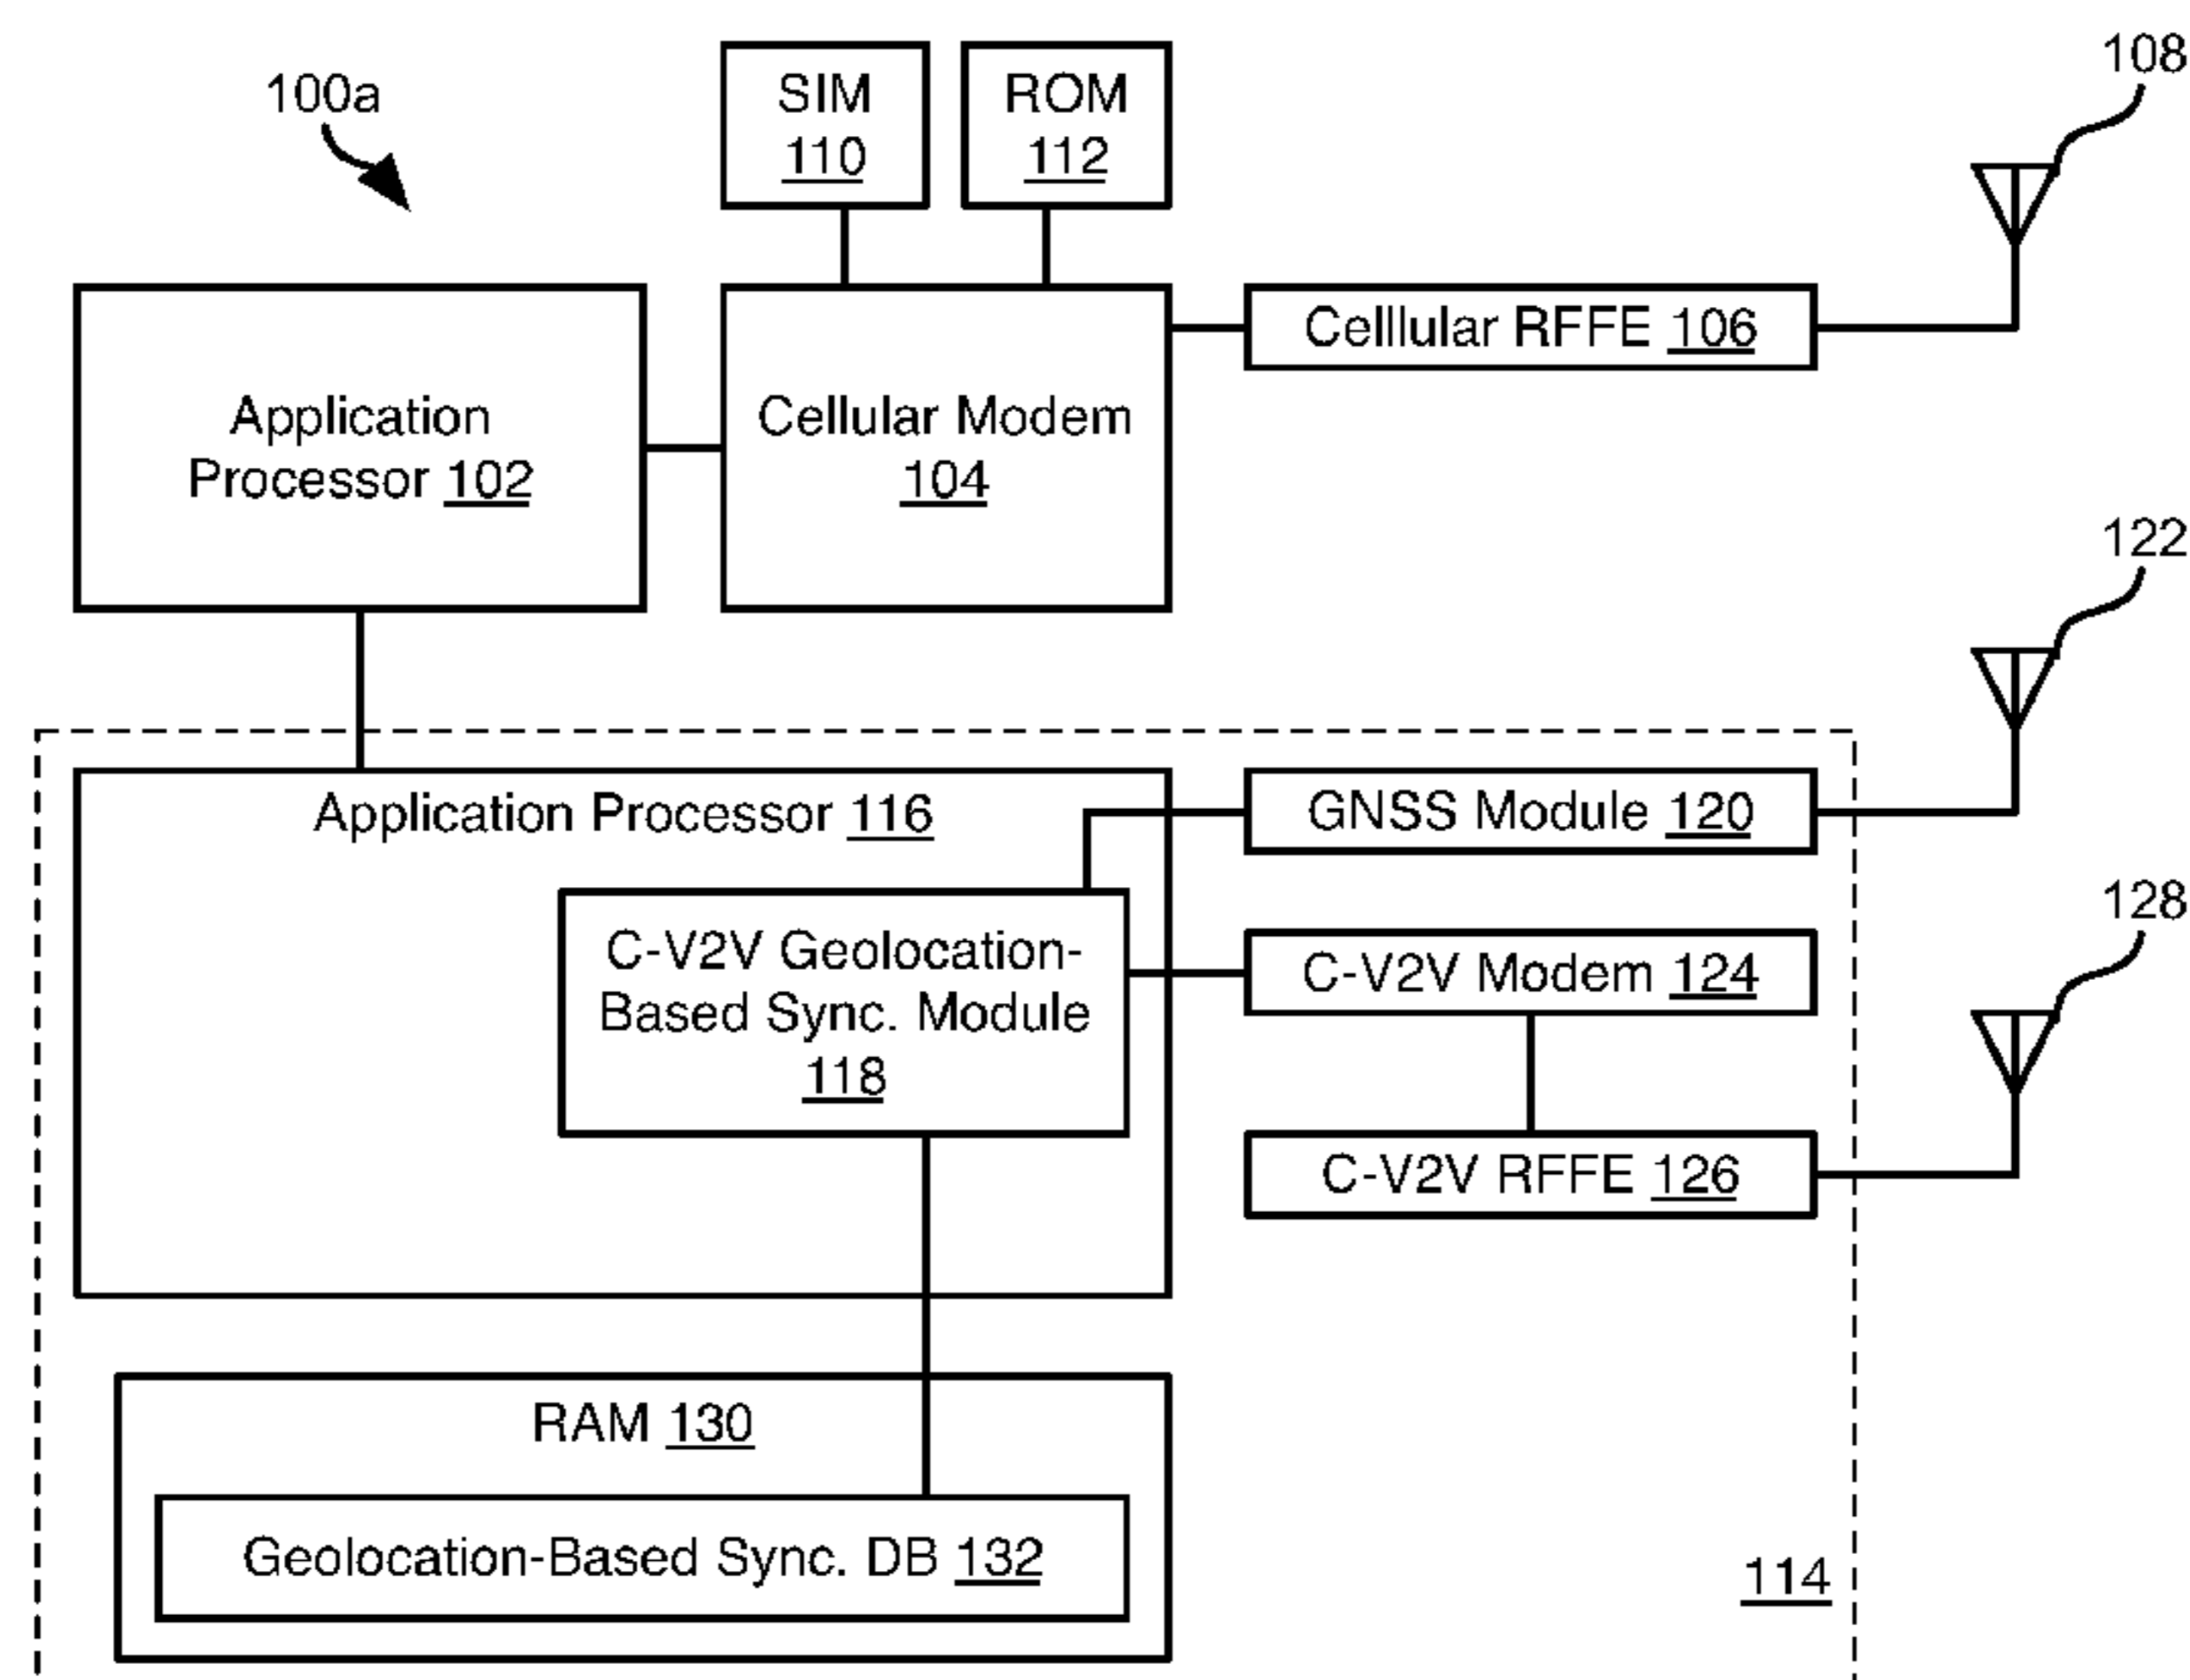 100a
SIM
110
ROM
112
108
Application
Processor 102
Cellular Modem
104
Celllular RFFE 106
122
Application Processor 116
GNSS Module 120
128
C-V2V Geolocation-
Based Sync. Module
118
C-V2V Modem 124
C-V2V RFFE 126
RAM 130
Geolocation-Based Sync. DB 132
114